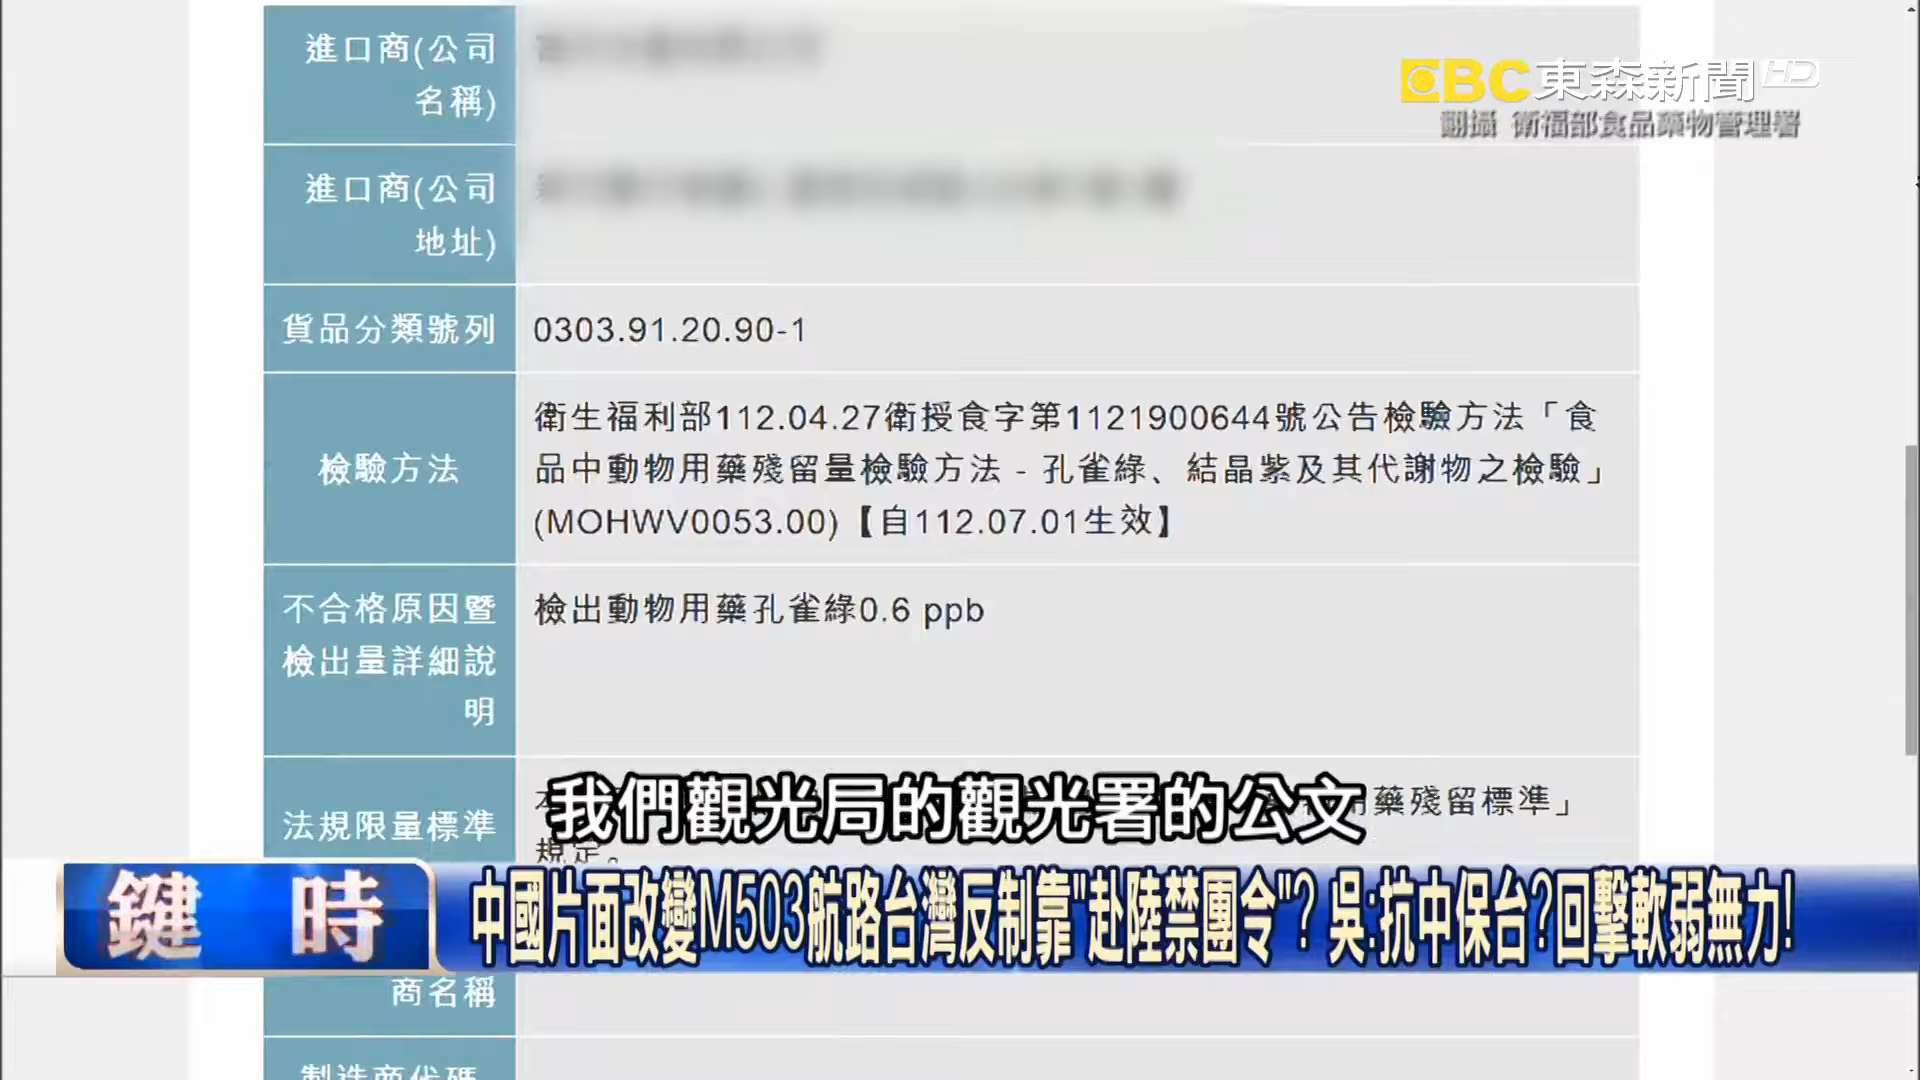 進口商(公司
名稱)
EBC東森新聞HD
翻攝 衛福部食品藥物管理署
進口商(公司
地址)
貨品分類號列
0303.91.20.90-1
檢驗方法
衛生福利部112.04.27衛授食字第1121900644號公告檢驗方法「食
品中動物用藥殘留量檢驗方法－孔雀綠、結晶紫及其代謝物之檢驗」
(MOHWV0053.00)【自112.07.01生效】
不合格原因暨
檢出量詳細說
明
檢出動物用藥孔雀綠0.6 ppb
法規限量標準
用藥殘留標準」
規定。
我們觀光局的觀光署的公文
鍵 時
中國片面改變M503航路台灣反制靠"赴陸禁團令"? 吳:抗中保台?回擊軟弱無力!
商名稱
製造商代碼